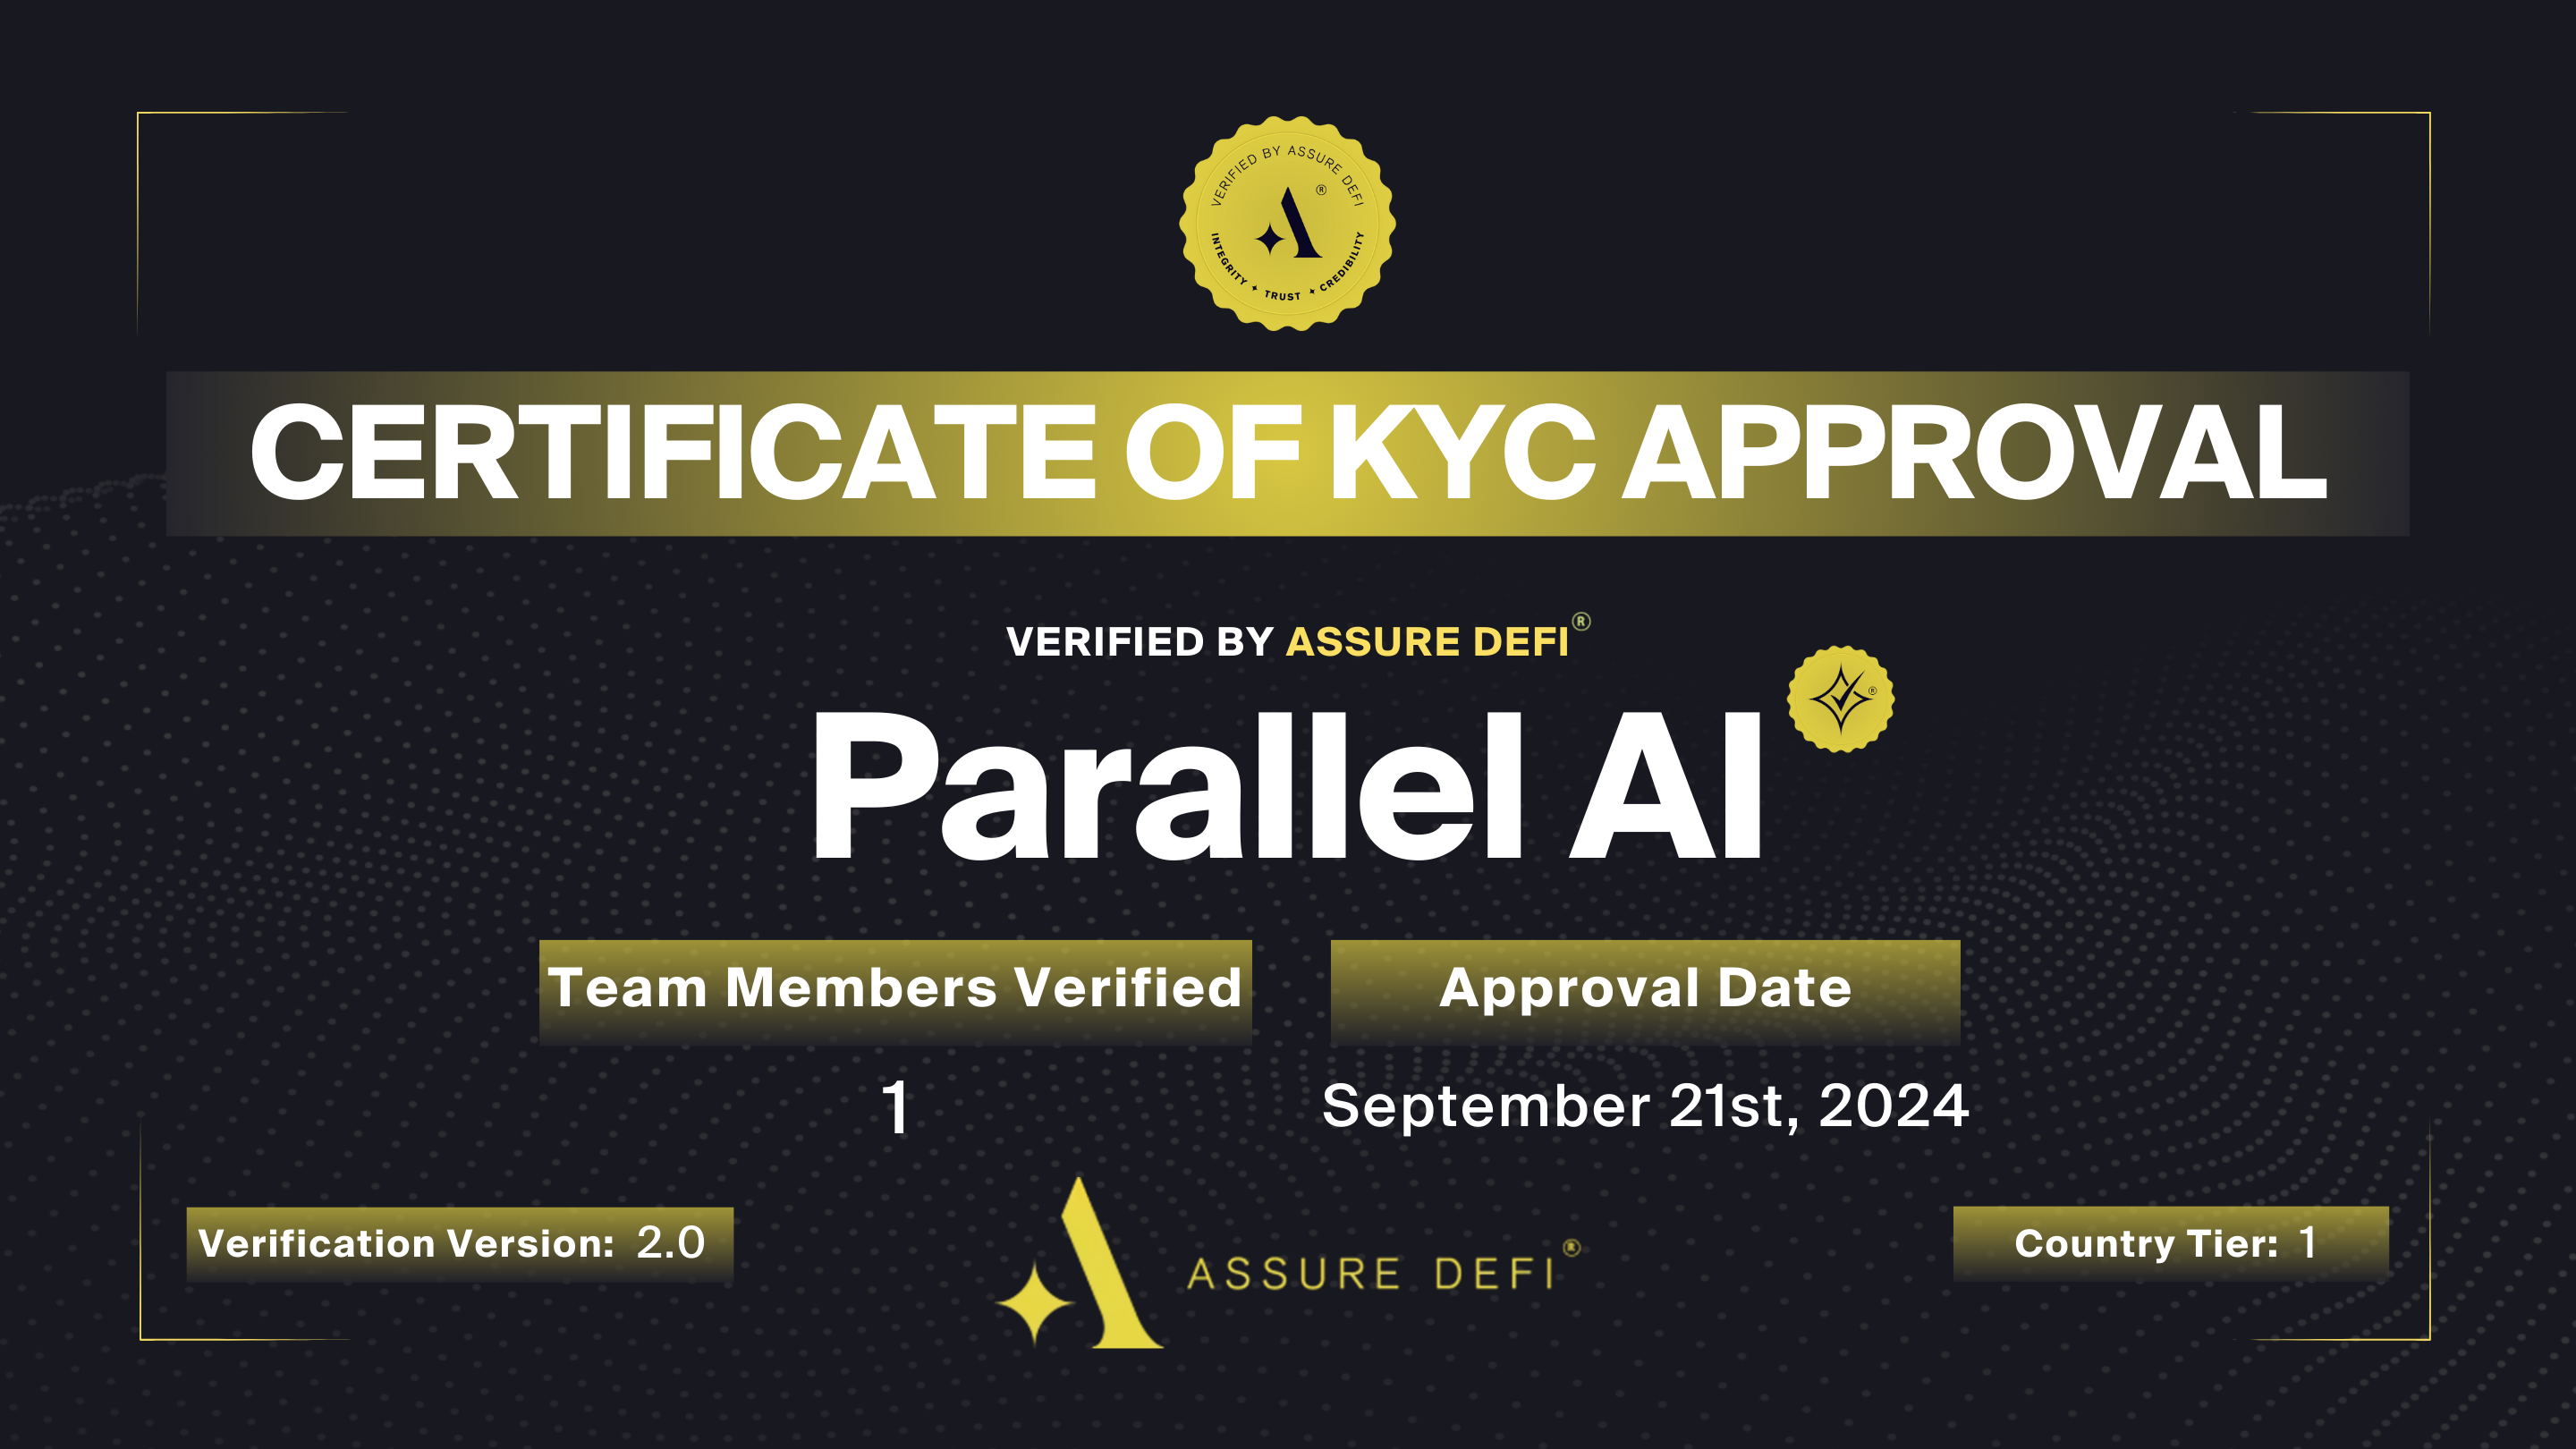 VERIFIED BY ASSURE DEFI
®
INTEGRITY ✦ TRUST ✦ CREDIBILITY
CERTIFICATE OF KYC APPROVAL
VERIFIED BY ASSURE DEFI®
Parallel AI
®
Team Members Verified
1
Approval Date
September 21st, 2024
Verification Version: 2.0
ASSURE DEFI®
Country Tier: 1